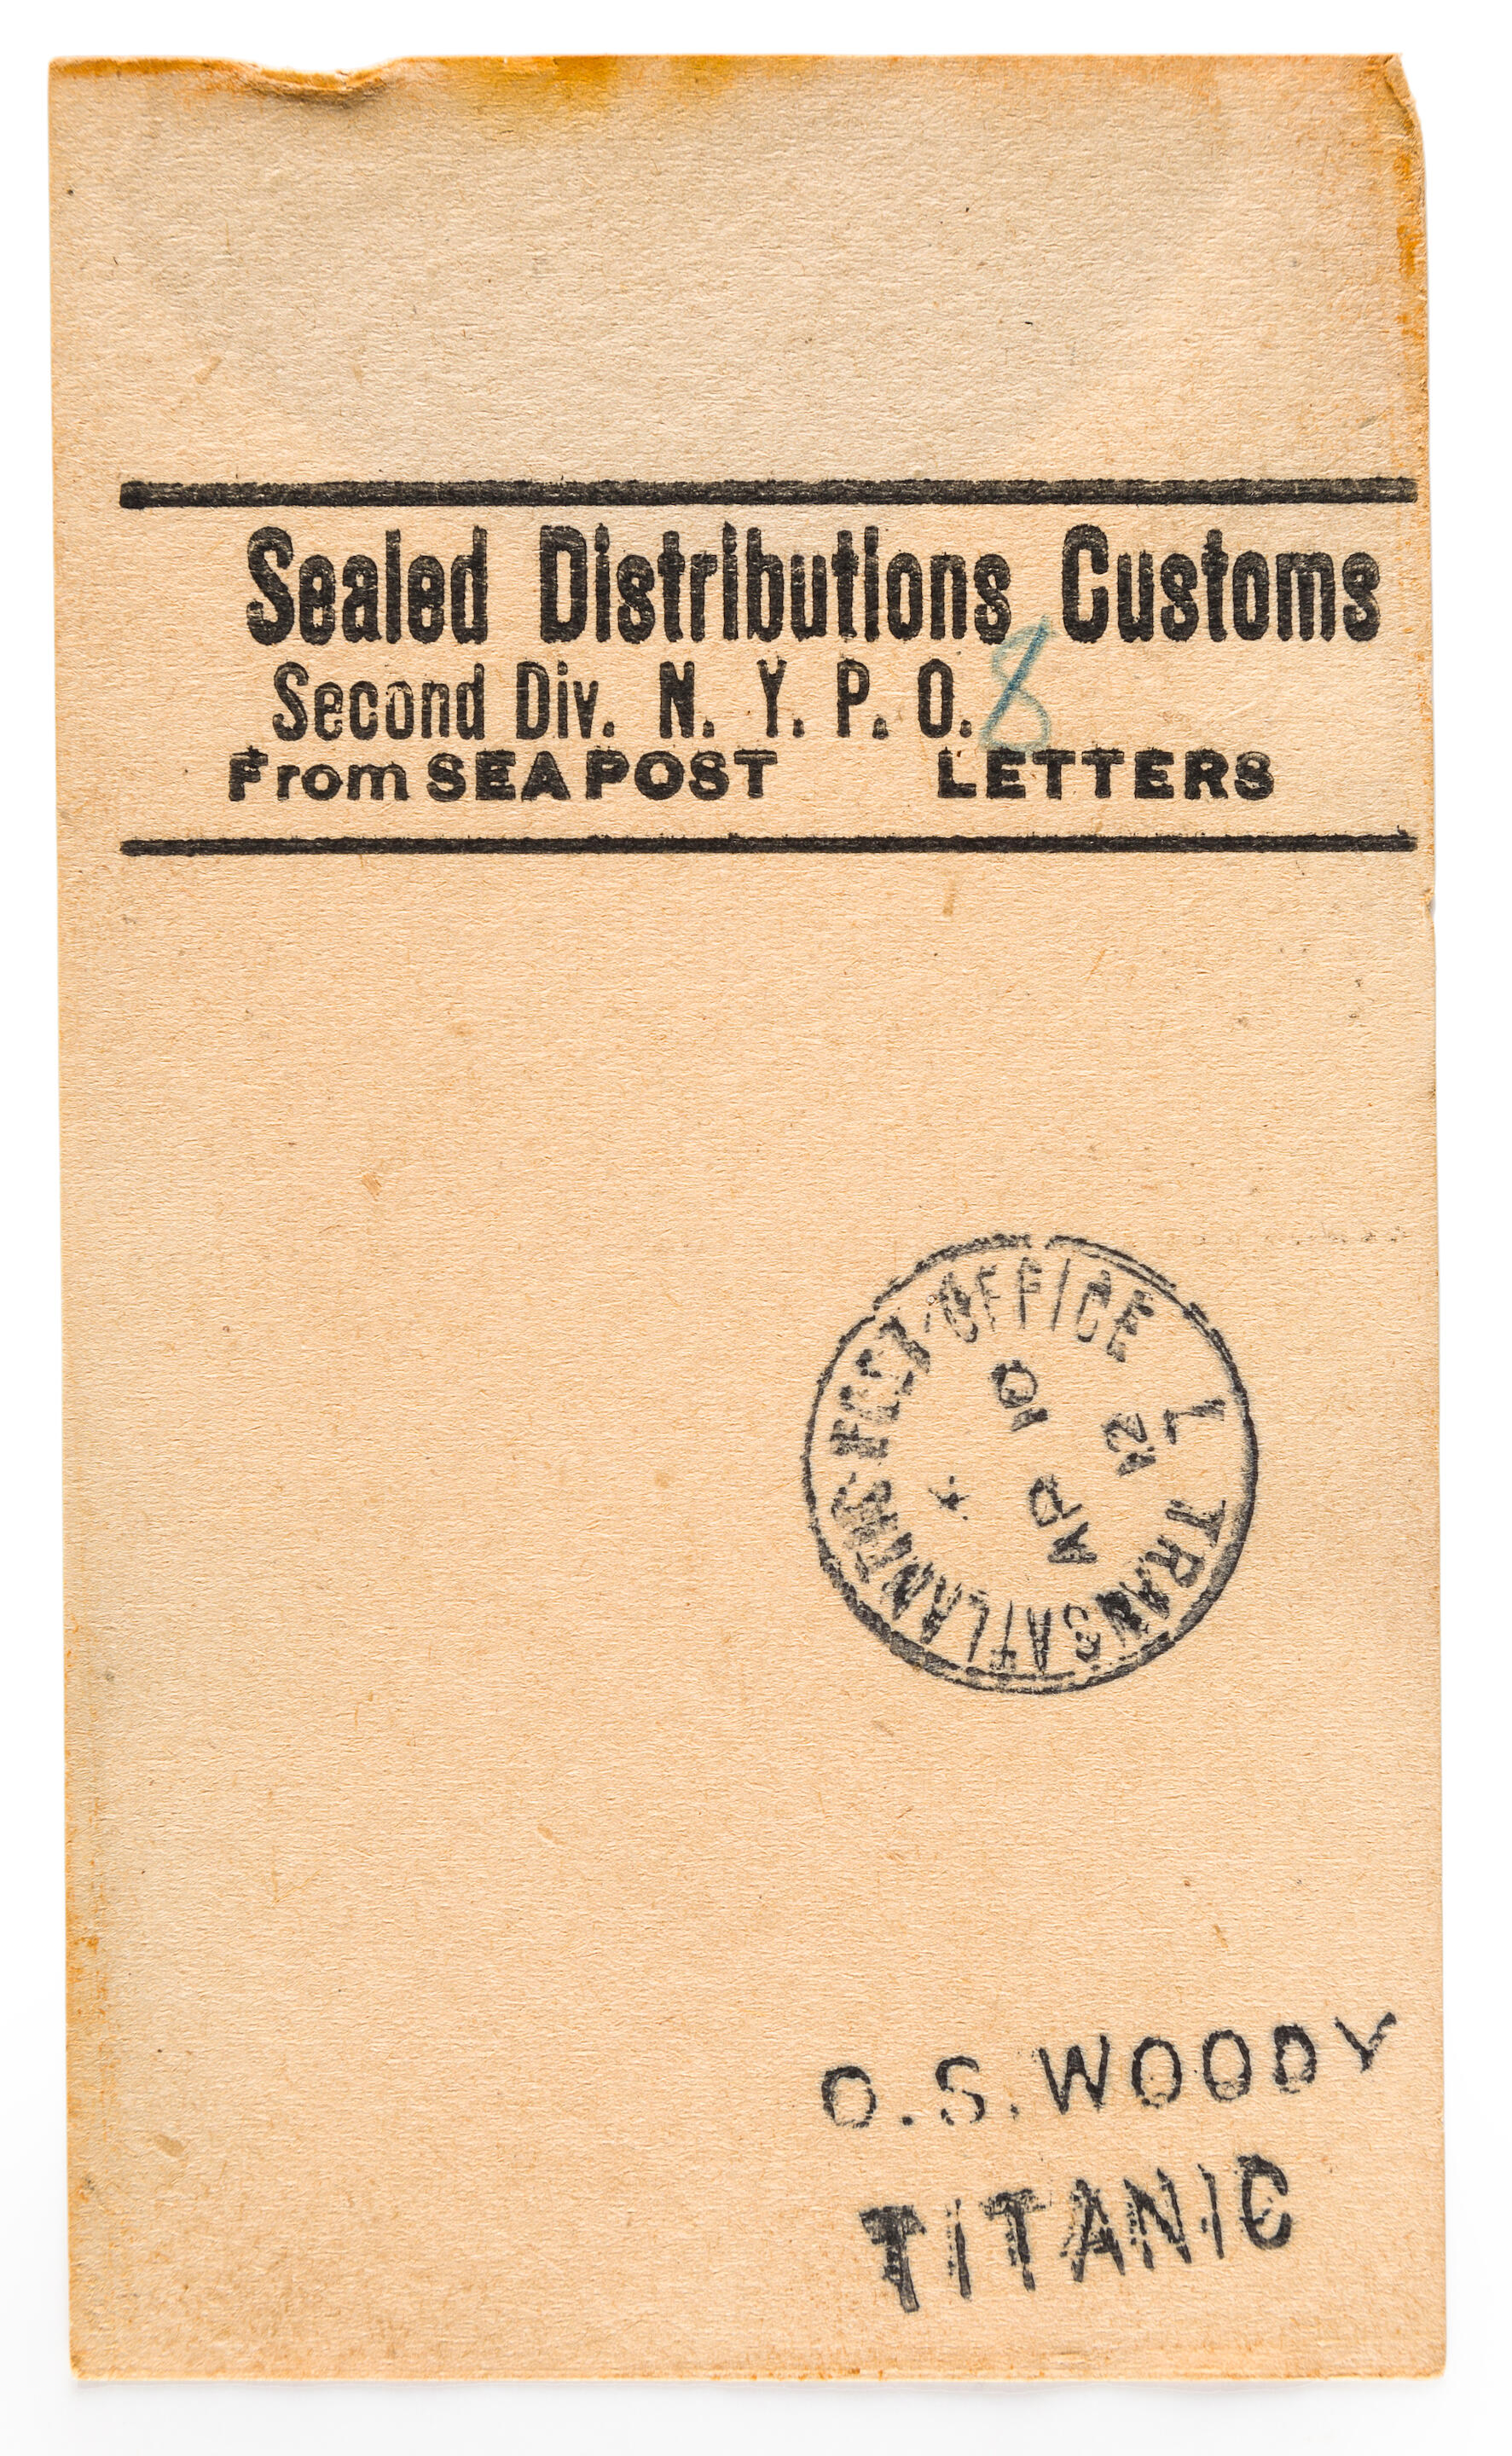 Sealed Distributions Customs
Second Div. N. Y. P. O. 8
From SEA POST LETTERS
TRANSATLANTIC POST OFFICE 7
AP 10
12
O.S. WOODY
TITANIC